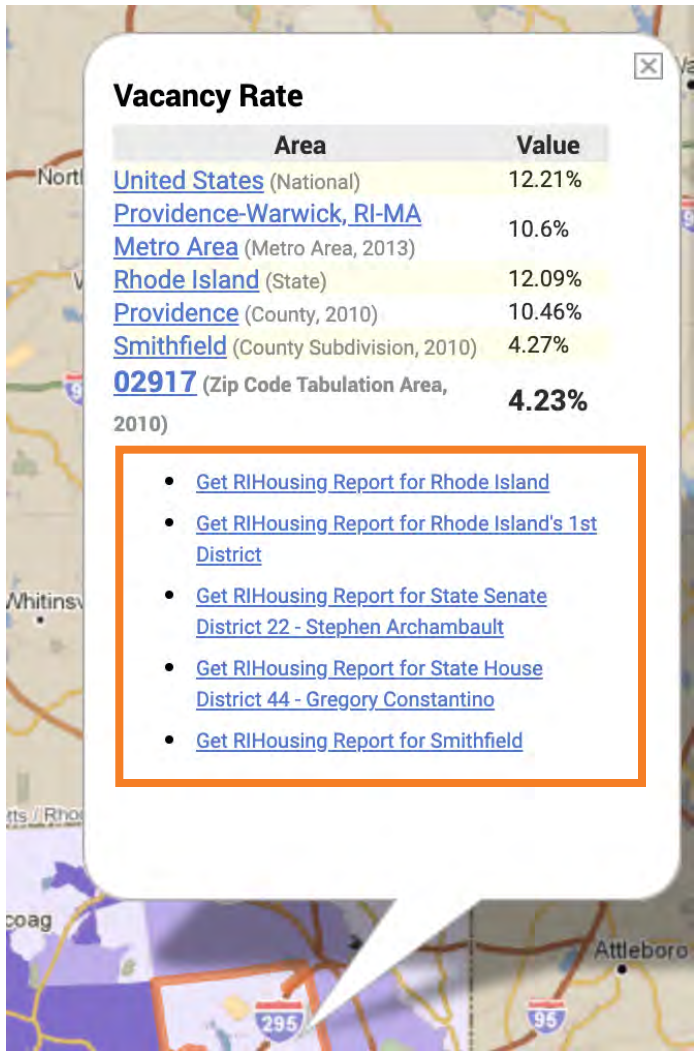 Vacancy Rate
Area Value
United States (National) 12.21%
Providence-Warwick, RI-MA
Metro Area (Metro Area, 2013) 10.6%
Rhode Island (State) 12.09%
Providence (County, 2010) 10.46%
Smithfield (County Subdivision, 2010) 4.27%
02917 (Zip Code Tabulation Area,
2010) 4.23%
• Get RIHousing Report for Rhode Island
• Get RIHousing Report for Rhode Island's 1st
District
• Get RIHousing Report for State Senate
District 22 - Stephen Archambault
• Get RIHousing Report for State House
District 44 - Gregory Constantino
• Get RIHousing Report for Smithfield
Attleboro
295
95